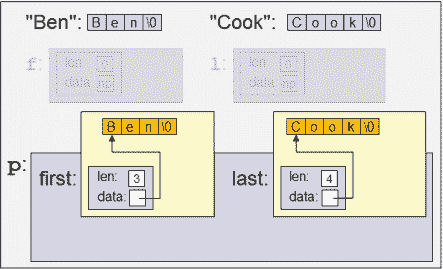 "Ben": B e n \0 "Cook": C o o k \0
f: len 0 l: len 0
data np data np
B e n \0 C o o k \0
p: first: len: 3 last: len: 4
data: data: